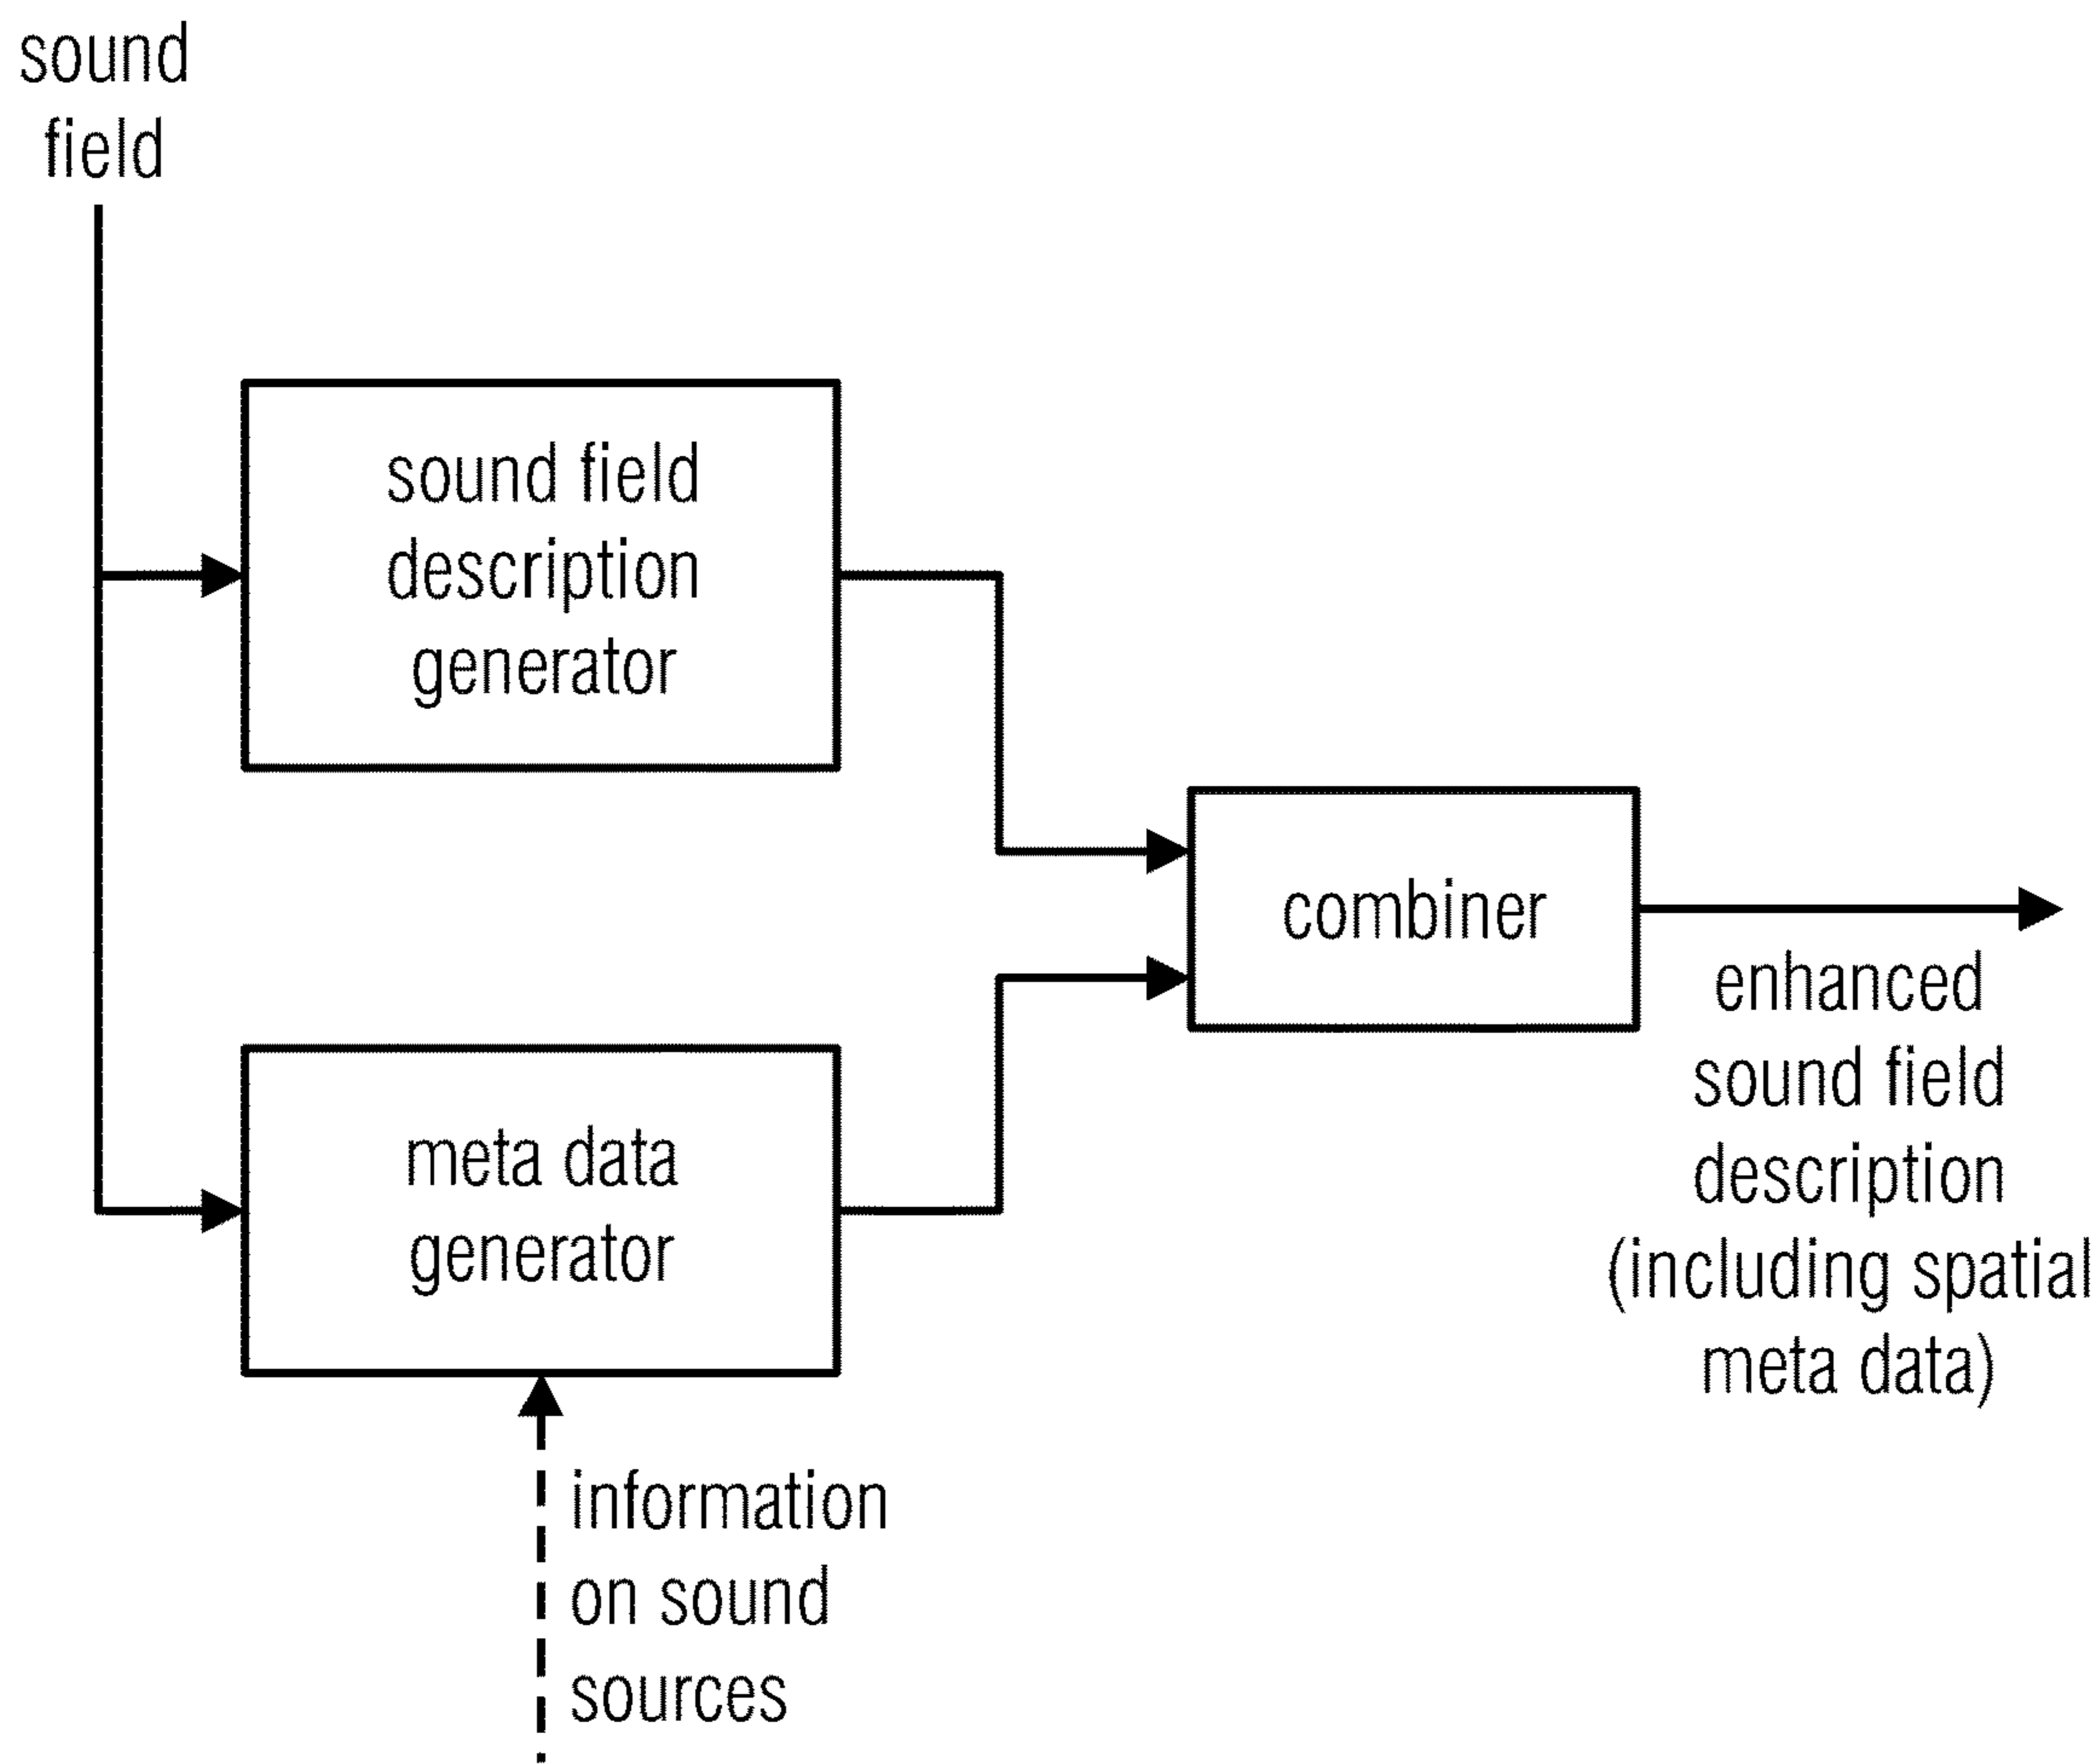 sound
field
sound field
description
generator
combiner
enhanced
sound field
description
(including spatial
meta data)
meta data
generator
information
on sound
sources